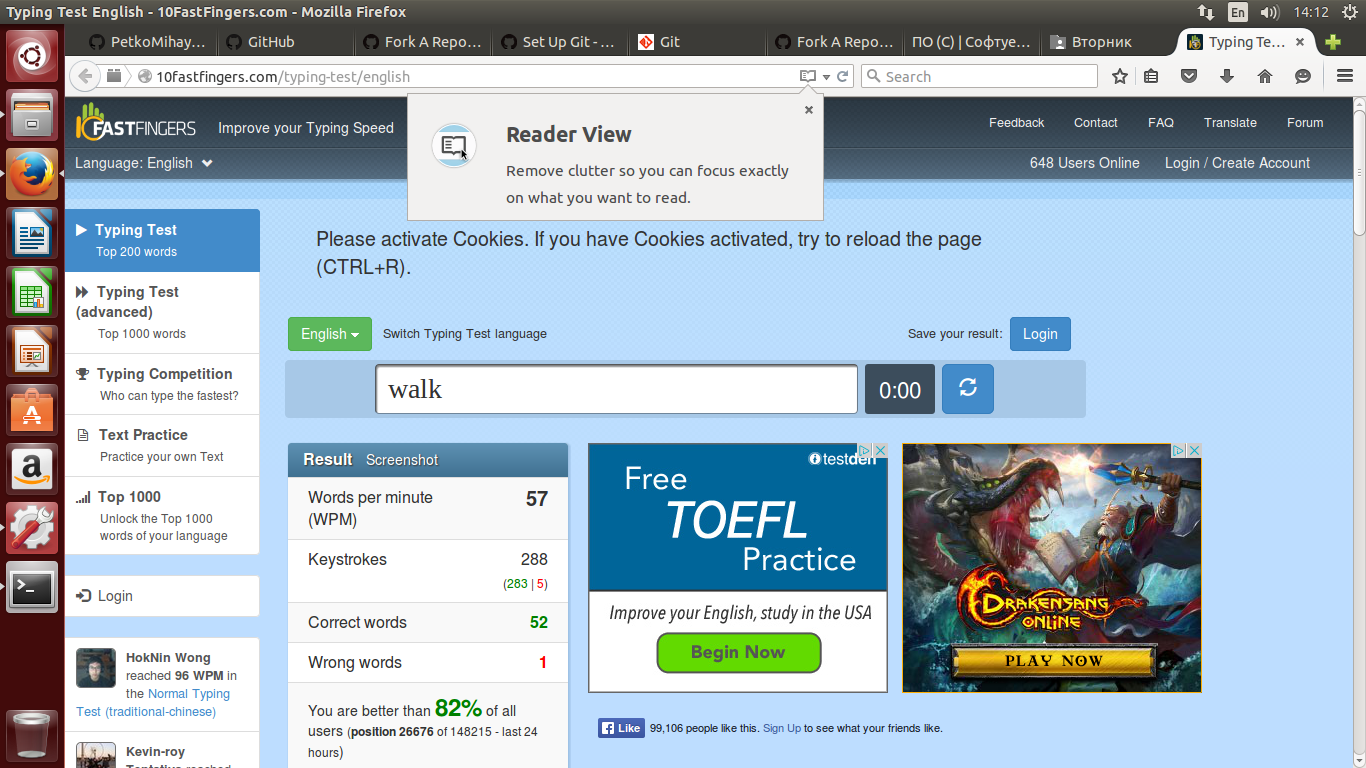 Typing Test English - 10FastFingers.com - Mozilla Firefox
En
14:12
PetkoMihay...
GitHub
Fork A Repo...
Set Up Git - ...
Git
Fork A Repo...
ПО (С) | Софтуе...
Вторник
Typing Te...
10fastfingers.com/typing-test/english
Search
Reader View
Remove clutter so you can focus exactly
on what you want to read.
FASTFINGERS
Improve your Typing Speed
Feedback
Contact
FAQ
Translate
Forum
Language: English
648 Users Online
Login / Create Account
Typing Test
Top 200 words
Typing Test
(advanced)
Top 1000 words
Typing Competition
Who can type the fastest?
Text Practice
Practice your own Text
Top 1000
Unlock the Top 1000
words of your language
Login
HokNin Wong
reached 96 WPM in
the Normal Typing
Test (traditional-chinese)
Kevin-roy
Please activate Cookies. If you have Cookies activated, try to reload the page
(CTRL+R).
English
Switch Typing Test language
Save your result:
Login
walk
0:00
Result Screenshot
Words per minute
(WPM)
57
Keystrokes
288
(283 | 5)
Correct words
52
Wrong words
1
You are better than 82% of all
users (position 26676 of 148215 - last 24
hours)
testden
Free
TOEFL
Practice
Improve your English, study in the USA
Begin Now
DRAKENSANG
ONLINE
PLAY NOW
Like
99,106 people like this. Sign Up to see what your friends like.